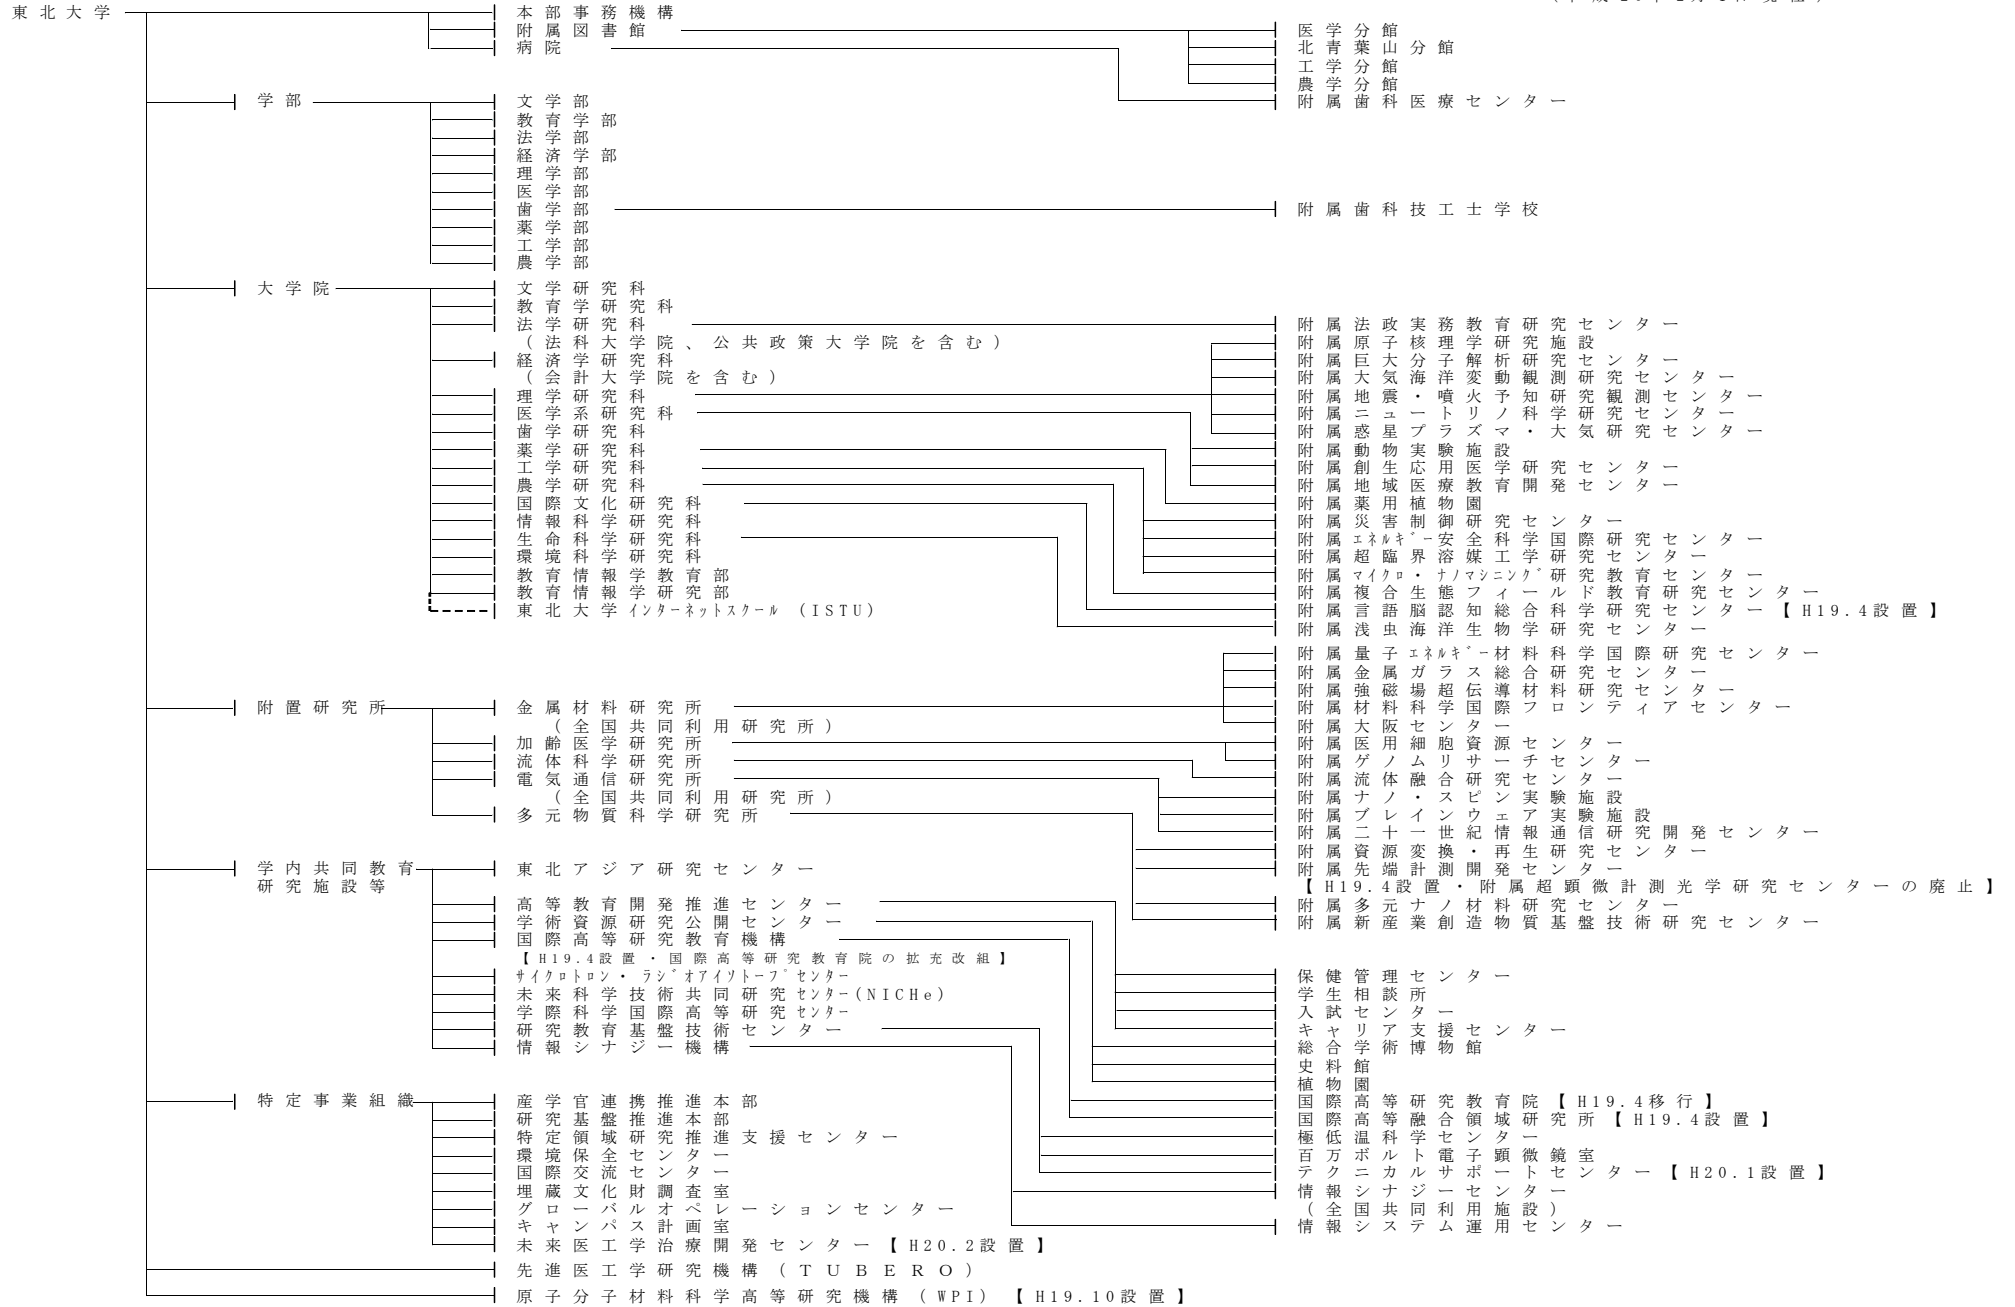 東北大学
本部事務機構
附属図書館
医学分館
病院
北青葉山分館
工学分館
農学分館
学部
文学部
附属歯科医療センター
教育学部
法学部
経済学部
理学部
医学部
歯学部
附属歯科技工士学校
薬学部
工学部
農学部
大学院
文学研究科
教育学研究科
法学研究科
附属法政実務教育研究センター
（法科大学院、公共政策大学院を含む）
附属原子核理学研究施設
経済学研究科
附属巨大分子解析研究センター
（会計大学院を含む）
附属大気海洋変動観測研究センター
理学研究科
附属地震・噴火予知研究観測センター
医学系研究科
附属ニュートリノ科学研究センター
歯学研究科
附属惑星プラズマ・大気研究センター
薬学研究科
附属動物実験施設
工学研究科
附属創生応用医学研究センター
農学研究科
附属地域医療教育開発センター
国際文化研究科
附属薬用植物園
情報科学研究科
附属災害制御研究センター
生命科学研究科
附属ｴﾈﾙｷﾞｰ安全科学国際研究センター
環境科学研究科
附属超臨界溶媒工学研究センター
教育情報学教育部
附属ﾏｲｸﾛ・ﾅﾉﾏｼﾆﾝｸﾞ研究教育センター
教育情報学研究部
附属複合生態フィールド教育研究センター
東北大学ｲﾝﾀｰﾈｯﾄｽｸｰﾙ（ISTU）
附属言語脳認知総合科学研究センター【H19.4設置】
附属浅虫海洋生物学研究センター
附属量子ｴﾈﾙｷﾞｰ材料科学国際研究センター
附属金属ガラス総合研究センター
附属強磁場超伝導材料研究センター
附置研究所
金属材料研究所
附属材料科学国際フロンティアセンター
（全国共同利用研究所）
附属大阪センター
加齢医学研究所
附属医用細胞資源センター
流体科学研究所
附属ゲノムリサーチセンター
電気通信研究所
附属流体融合研究センター
（全国共同利用研究所）
附属ナノ・スピン実験施設
多元物質科学研究所
附属ブレインウェア実験施設
附属二十一世紀情報通信研究開発センター
附属資源変換・再生研究センター
学内共同教育
東北アジア研究センター
附属先端計測開発センター
研究施設等
【H19.4設置・附属超顕微計測光学研究センターの廃止】
高等教育開発推進センター
附属多元ナノ材料研究センター
学術資源研究公開センター
附属新産業創造物質基盤技術研究センター
国際高等研究教育機構
【H19.4設置・国際高等研究教育院の拡充改組】
ｻｲｸﾛﾄﾛﾝ・ﾗｼﾞｵｱｲｿﾄｰﾌﾟｾﾝﾀｰ
保健管理センター
未来科学技術共同研究ｾﾝﾀｰ(NICHe)
学生相談所
学際科学国際高等研究ｾﾝﾀｰ
入試センター
研究教育基盤技術センター
キャリア支援センター
情報シナジー機構
総合学術博物館
史料館
植物園
特定事業組織
産学官連携推進本部
国際高等研究教育院【H19.4移行】
研究基盤推進本部
国際高等融合領域研究所【H19.4設置】
特定領域研究推進支援センター
極低温科学センター
環境保全センター
百万ボルト電子顕微鏡室
国際交流センター
テクニカルサポートセンター【H20.1設置】
埋蔵文化財調査室
情報シナジーセンター
グローバルオペレーションセンター
（全国共同利用施設）
キャンパス計画室
情報システム運用センター
未来医工学治療開発センター【H20.2設置】
先進医工学研究機構（ＴＵＢＥＲＯ）
原子分子材料科学高等研究機構（WPI）【H19.10設置】